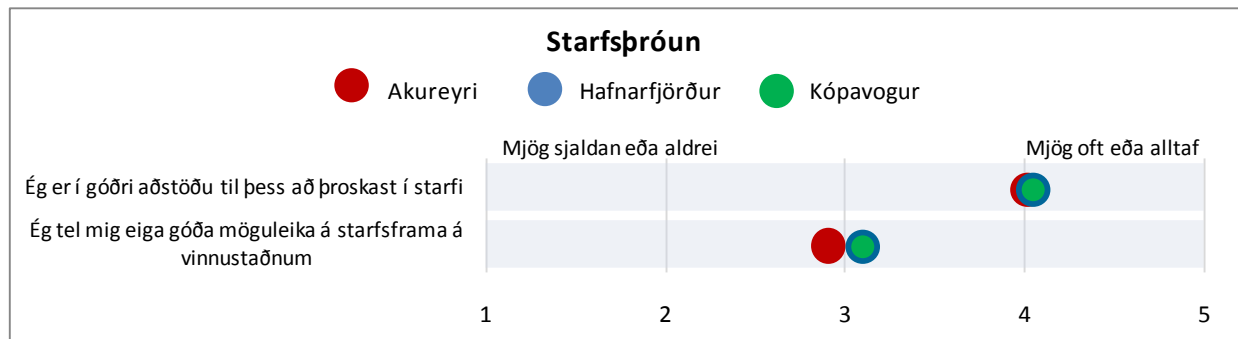 Starfsþróun
Akureyri Hafnarfjörður Kópavogur
Mjög sjaldan eða aldrei Mjög oft eða alltaf
Ég er í góðri aðstöðu til þess að þroskast í starfi
Ég tel mig eiga góða möguleika á starfsframa á
vinnustaðnum
1 2 3 4 5